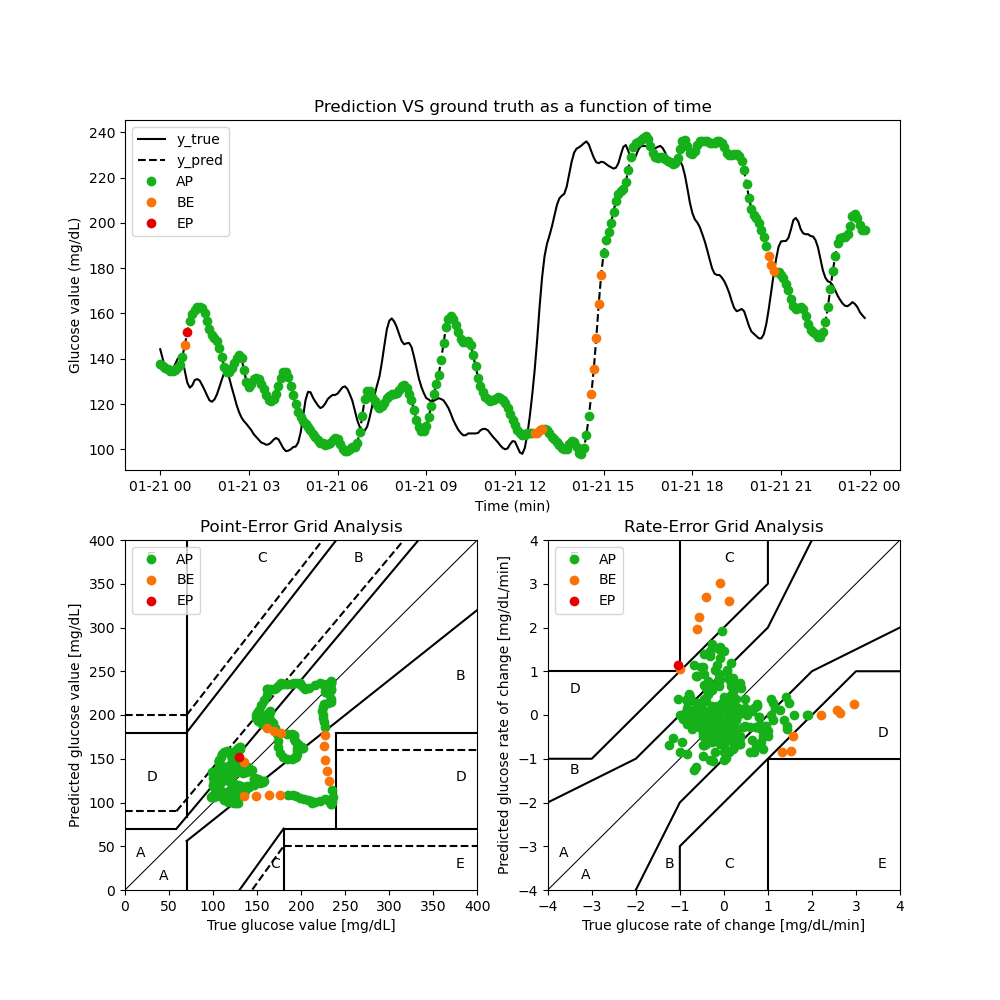 Prediction VS ground truth as a function of time
Glucose value (mg/dL)
240
220
200
180
160
140
120
100
y_true
y_pred
AP
BE
EP
01-21 00 01-21 03 01-21 06 01-21 09 01-21 12 01-21 15 01-21 18 01-21 21 01-22 00
Time (min)
Point-Error Grid Analysis
Predicted glucose value [mg/dL]
400
350
300
250
200
150
100
50
0
AP
BE
EP
C
B
B
D
D
A
A
C
E
0 50 100 150 200 250 300 350 400
True glucose value [mg/dL]
Rate-Error Grid Analysis
Predicted glucose rate of change [mg/dL/min]
4
3
2
1
0
−1
−2
−3
−4
AP
BE
EP
C
D
D
B
A
A
B
C
E
−4 −3 −2 −1 0 1 2 3 4
True glucose rate of change [mg/dL/min]